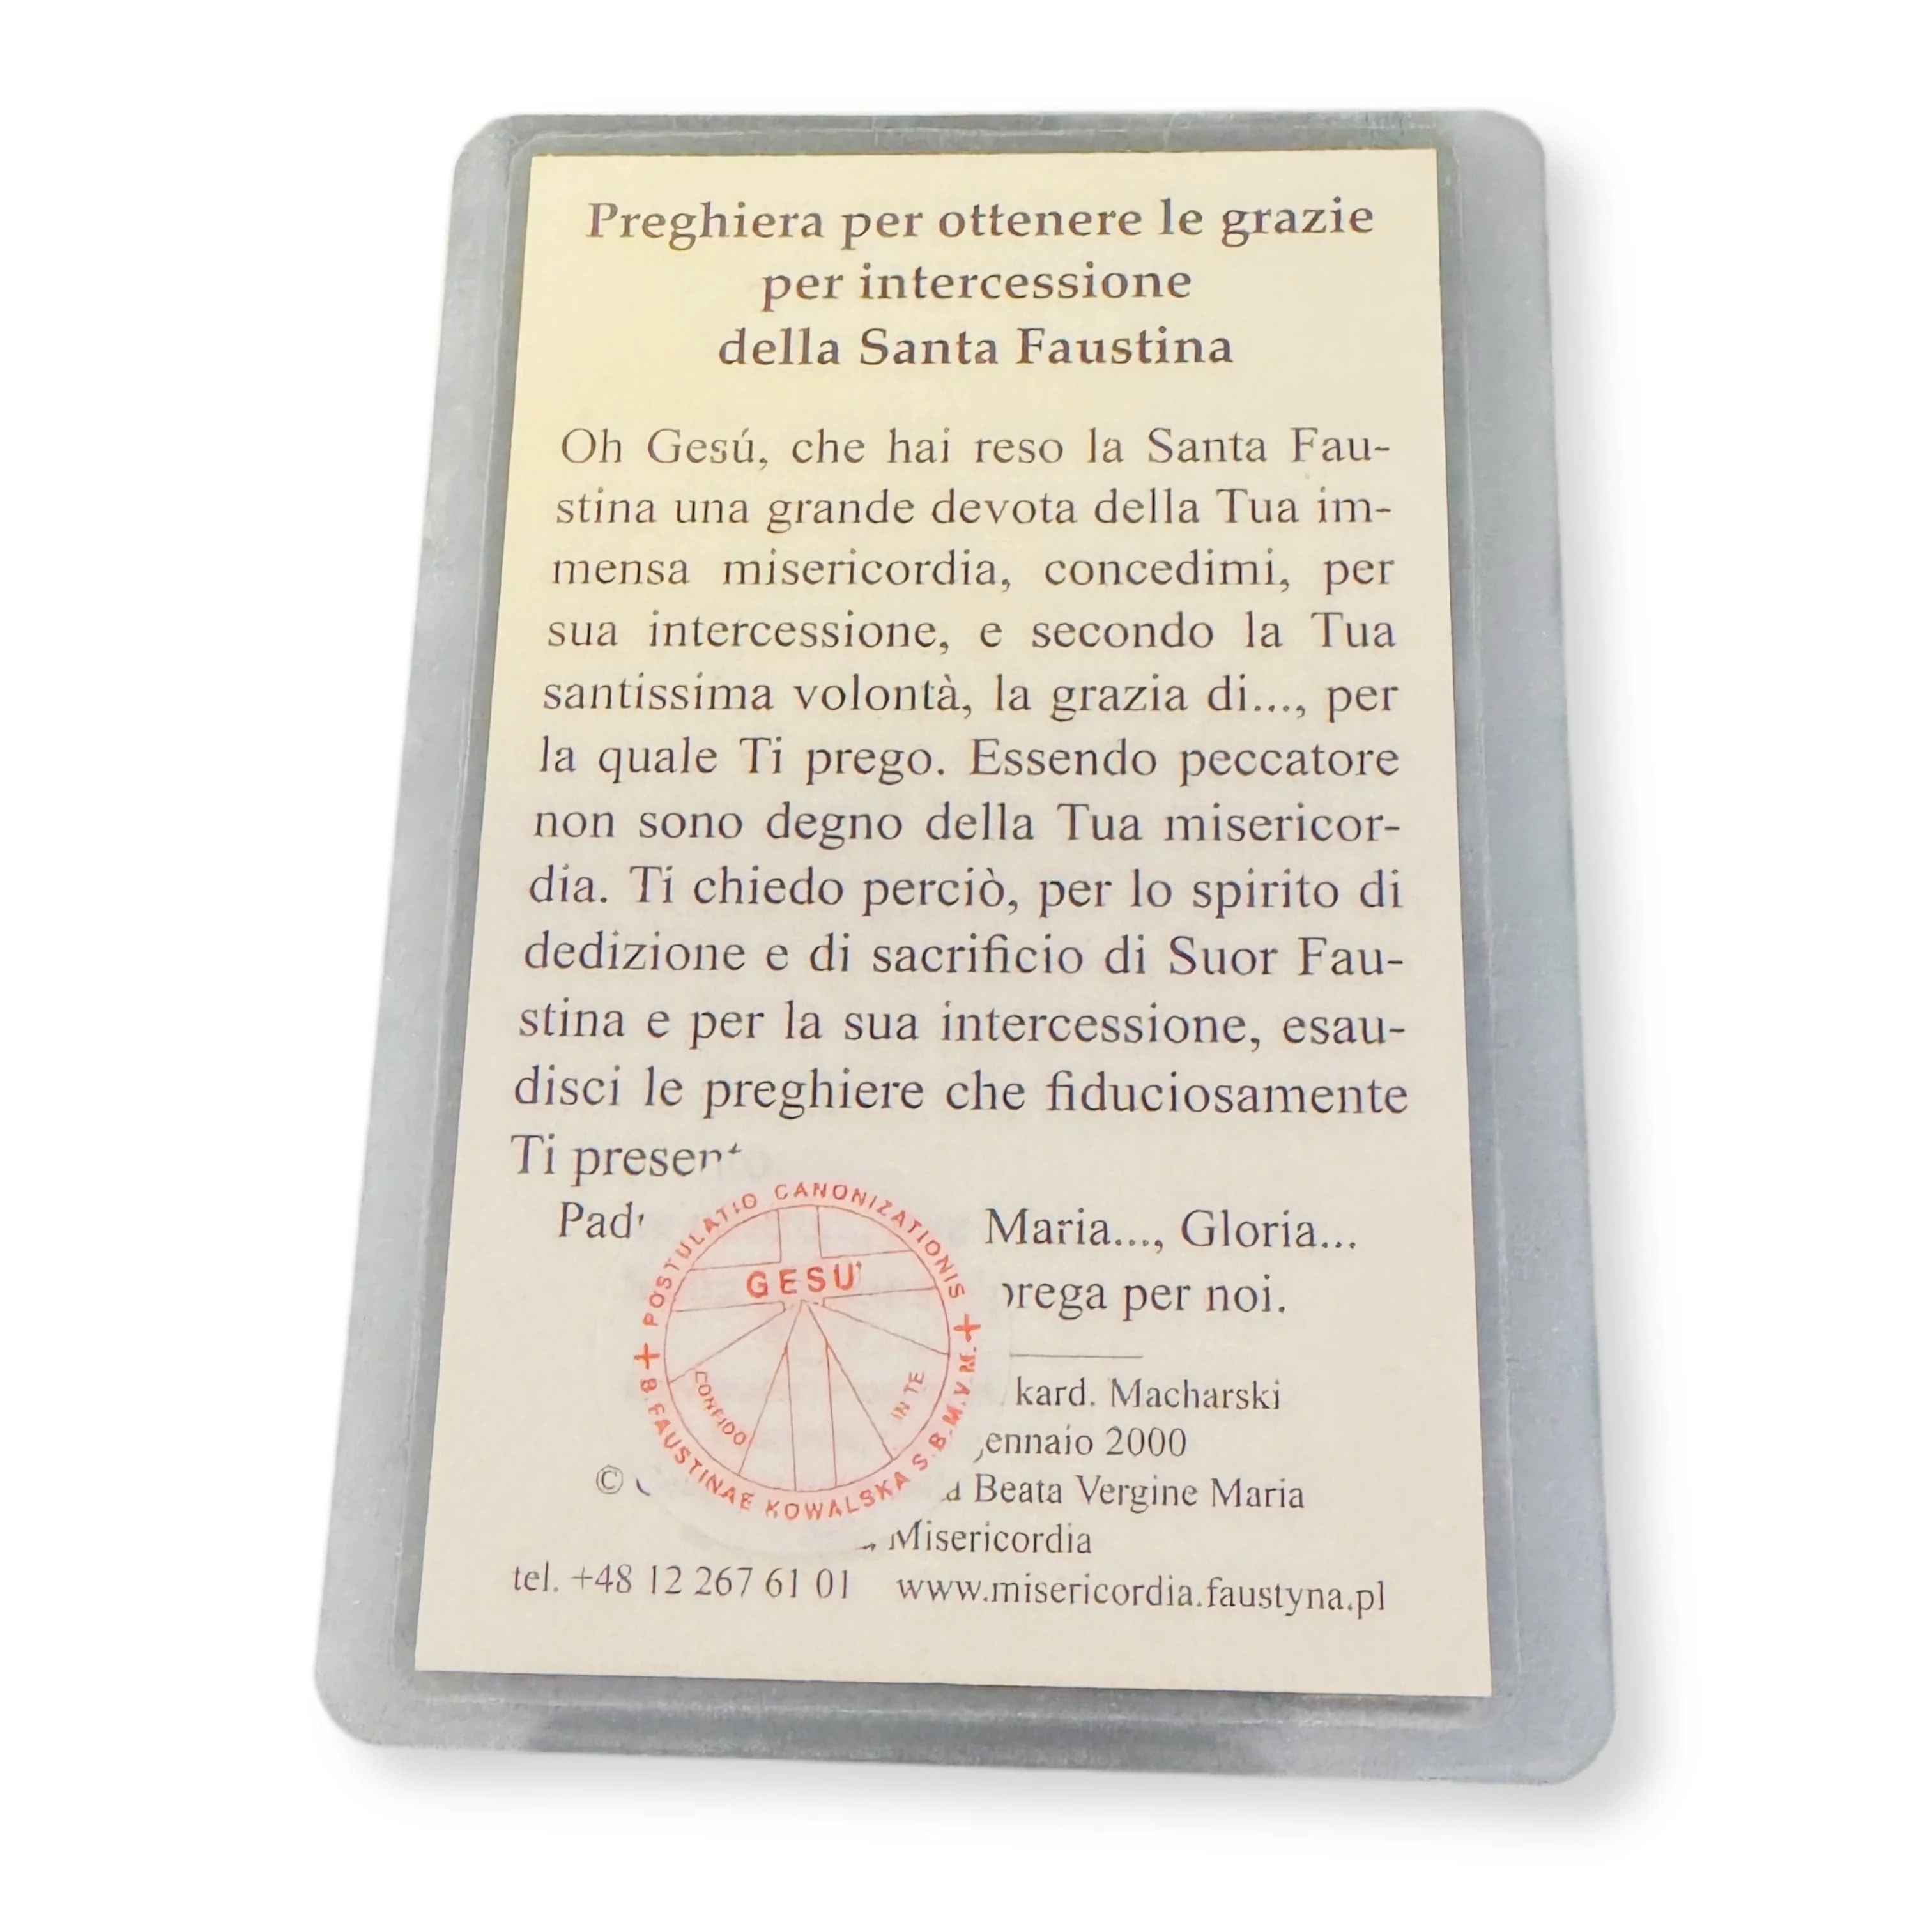 Preghiera per ottenere le grazie
per intercessione
della Santa Faustina
Oh Gesú, che hai reso la Santa Fau-
stina una grande devota della Tua im-
mensa misericordia, concedimi, per
sua intercessione, e secondo la Tua
santissima volontà, la grazia di..., per
la quale Ti prego. Essendo peccatore
non sono degno della Tua misericor-
dia. Ti chiedo perciò, per lo spirito di
dedizione e di sacrificio di Suor Fau-
stina e per la sua intercessione, esau-
disci le preghiere che fiduciosamente
Ti
Maria..., Gloria...
per noi.
kard. Macharski
2000
© Beata Vergine Maria
Misericordia
tel. +48 12 267 61 01 www.misericordia.faustyna.pl
+ POSTULATIO CANONIZATIONIS +
B. FAUSTINAE KOWALSKA S.B.M.V.M.
GESU'
CONFIDO
IN TE